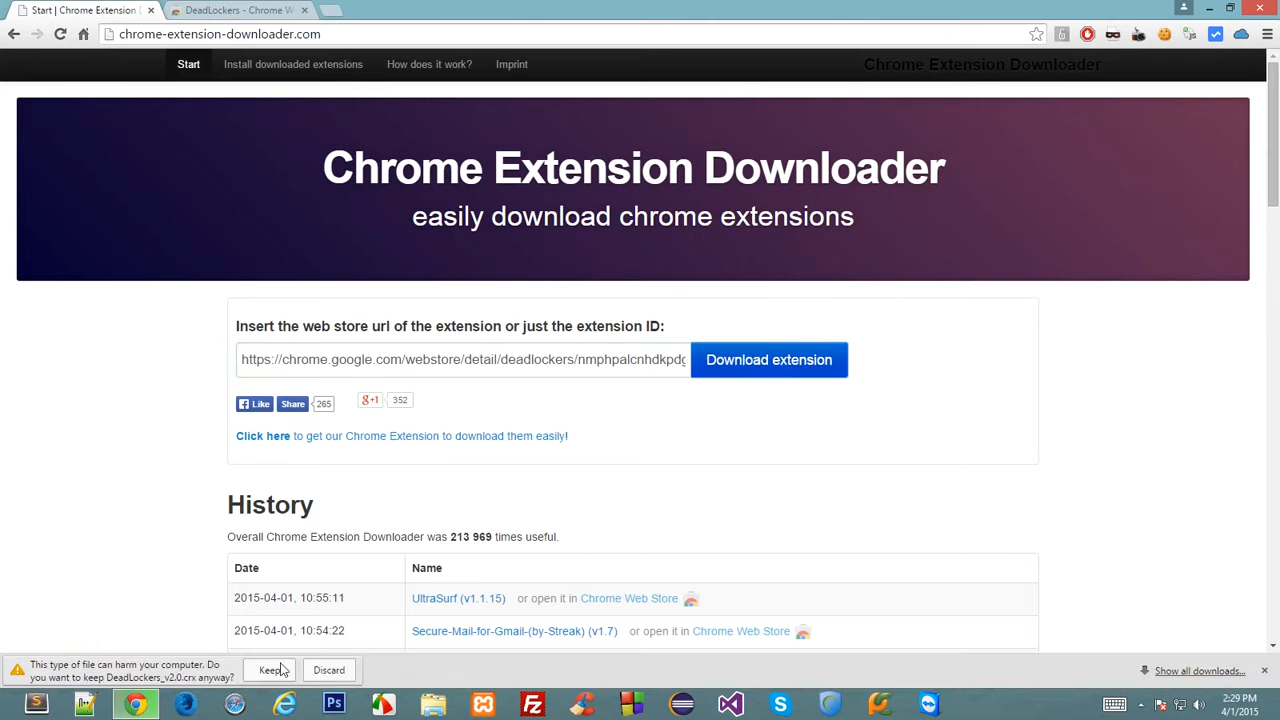 Start | Chrome Extension D
DeadLockers - Chrome W
chrome-extension-downloader.com
Start
Install downloaded extensions
How does it work?
Imprint
Chrome Extension Downloader
Chrome Extension Downloader
easily download chrome extensions
Insert the web store url of the extension or just the extension ID:
https://chrome.google.com/webstore/detail/deadlockers/nmphpalcnhdkpdg
Download extension
Like
Share
265
g+1
352
Click here to get our Chrome Extension to download them easily!
History
Overall Chrome Extension Downloader was 213 969 times useful.
Date
Name
2015-04-01, 10:55:11
UltraSurf (v1.1.15) or open it in Chrome Web Store
2015-04-01, 10:54:22
Secure-Mail-for-Gmail-(by-Streak) (v1.7) or open it in Chrome Web Store
This type of file can harm your computer. Do
you want to keep DeadLockers_v2.0.crx anyway?
Keep
Discard
Show all downloads...
2:29 PM
4/1/2015